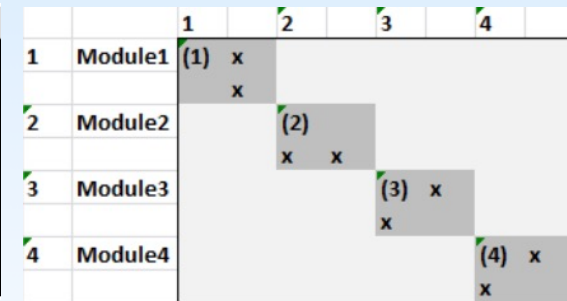 1 2 3 4
1 Module1 (1) x
x
2 Module2 (2)
x x
3 Module3 (3) x
x
4 Module4 (4) x
x